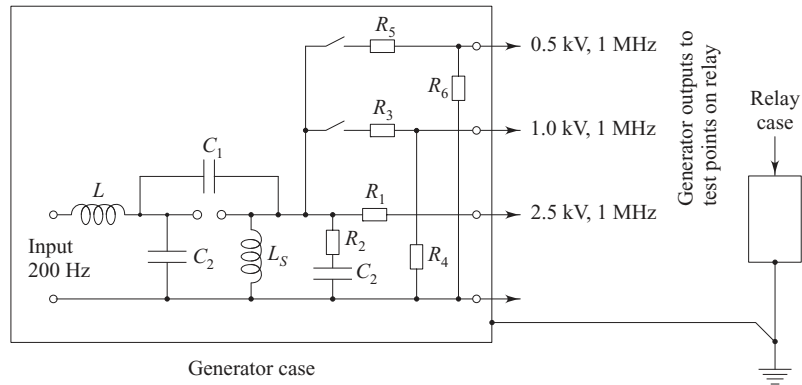 R5
0.5 kV, 1 MHz
R6
R3
1.0 kV, 1 MHz
C1
L
R1
2.5 kV, 1 MHz
Input
200 Hz
C2
LS
R2
C2
R4
Generator outputs to
test points on relay
Relay
case
Generator case